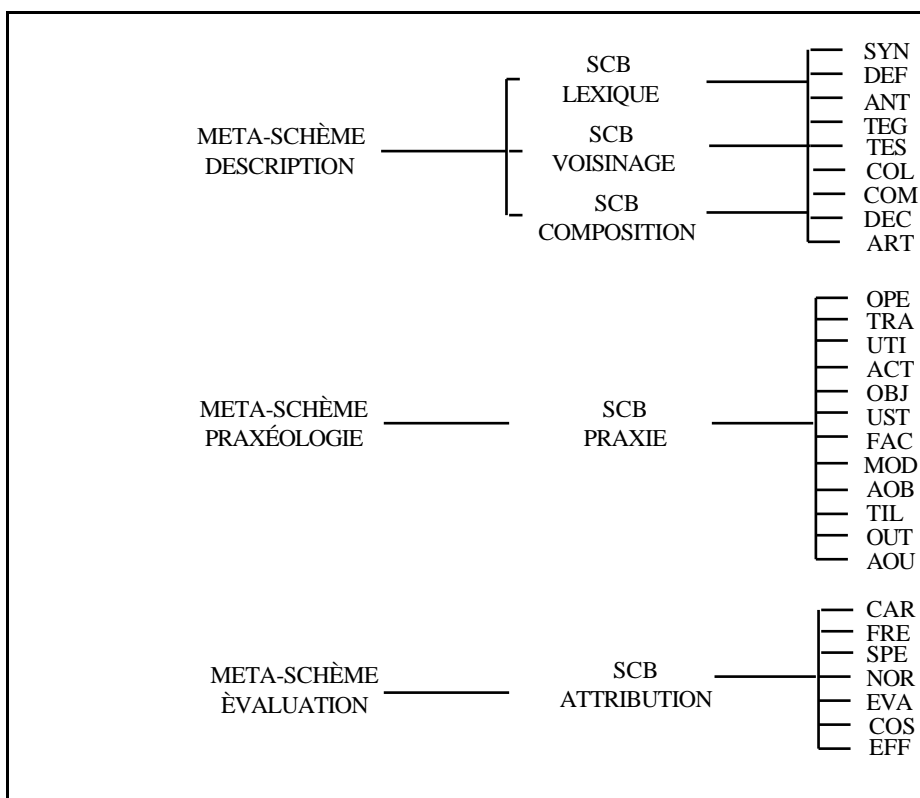 META-SCHÈME
DESCRIPTION
SCB
LEXIQUE
SCB
VOISINAGE
SCB
COMPOSITION
SYN
DEF
ANT
TEG
TES
COL
COM
DEC
ART
META-SCHÈME
PRAXÉOLOGIE
SCB
PRAXIE
OPE
TRA
UTI
ACT
OBJ
UST
FAC
MOD
AOB
TIL
OUT
AOU
META-SCHÈME
ÈVALUATION
SCB
ATTRIBUTION
CAR
FRE
SPE
NOR
EVA
COS
EFF